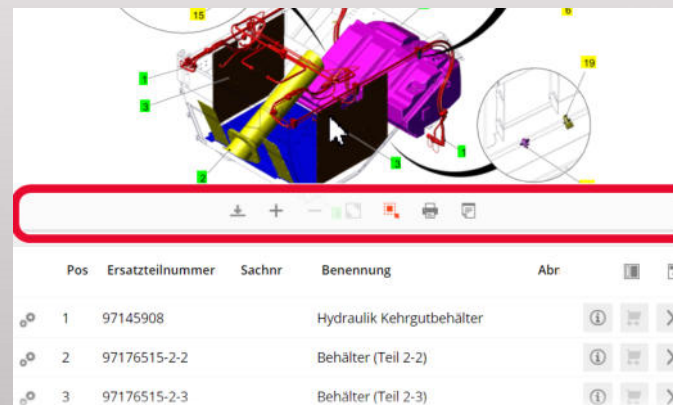 15
6
1
19
3
1
3
2
Pos Ersatzteilnummer Sachnr Benennung Abr
1 97145908 Hydraulik Kehrgutbehälter
2 97176515-2-2 Behälter (Teil 2-2)
3 97176515-2-3 Behälter (Teil 2-3)